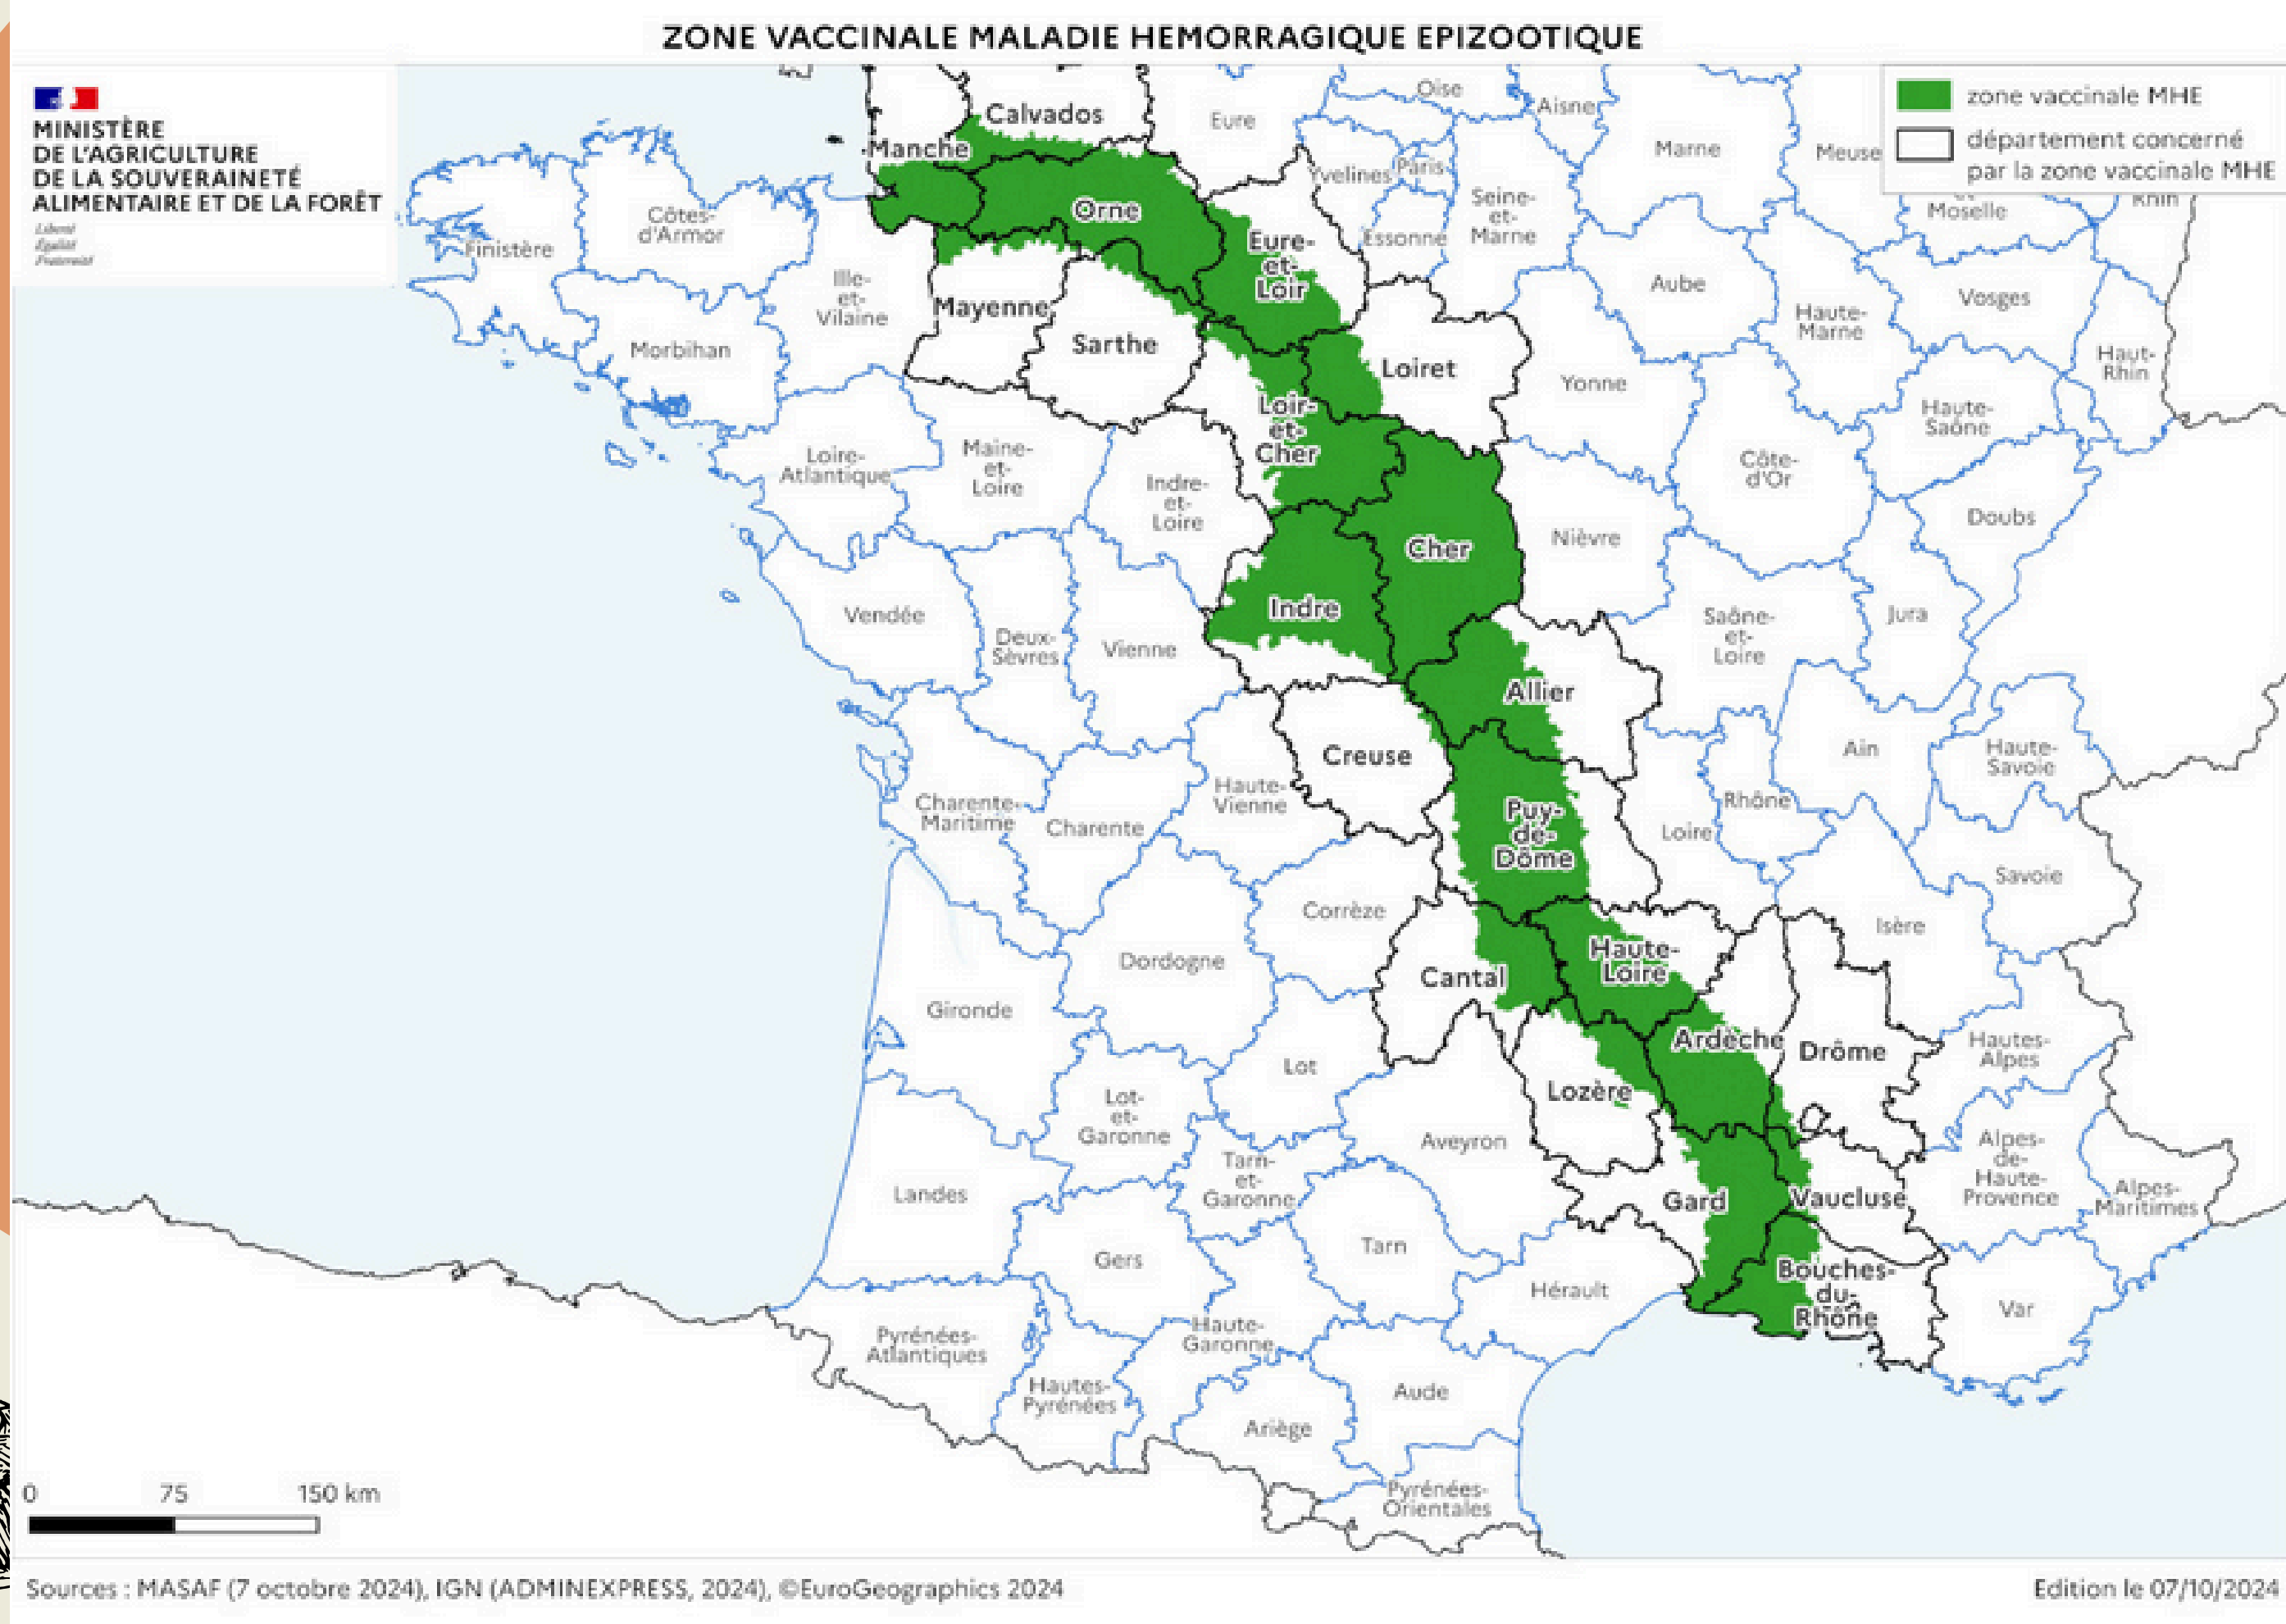 ZONE VACCINALE MALADIE HEMORRAGIQUE EPIZOOTIQUE
MINISTÈRE
DE L'AGRICULTURE
DE LA SOUVERAINETÉ
ALIMENTAIRE ET DE LA FORÊT
Liberté
Égalité
Fraternité
zone vaccinale MHE
département concerné
par la zone vaccinale MHE
Calvados
Eure
Oise
Aisne
Manche
Yvelines
Paris
Marne
Meuse
Seine-
et-
Marne
Moselle
Rhin
Côtes-
d'Armor
Finistère
Orne
Eure-
et-
Loir
Essonne
Ille-
et-
Vilaine
Aube
Vosges
Mayenne
Haute-
Marne
Morbihan
Sarthe
Loiret
Yonne
Haut-
Rhin
Loir-
et-
Cher
Haute-
Saône
Loire-
Atlantique
Maine-
et-
Loire
Indre-
et-
Loire
Côte-
d'Or
Cher
Nièvre
Doubs
Vendée
Deux-
Sèvres
Vienne
Indre
Saône-
et-
Loire
Jura
Allier
Creuse
Ain
Haute-
Savoie
Charente-
Maritime
Charente
Haute-
Vienne
Puy-
de-
Dôme
Loire
Rhône
Corrèze
Savoie
Isère
Dordogne
Cantal
Haute-
Loire
Gironde
Ardèche
Drôme
Hautes-
Alpes
Lot
Lozère
Lot-
et-
Garonne
Aveyron
Alpes-
de-
Haute-
Provence
Tarn-
et-
Garonne
Landes
Gard
Vaucluse
Alpes-
Maritimes
Gers
Tarn
Hérault
Bouches-
du-
Rhône
Var
Pyrénées-
Atlantiques
Haute-
Garonne
Hautes-
Pyrénées
Aude
Ariège
Pyrénées-
Orientales
0 75 150 km
Sources : MASAF (7 octobre 2024), IGN (ADMINEXPRESS, 2024), ©EuroGeographics 2024
Edition le 07/10/2024